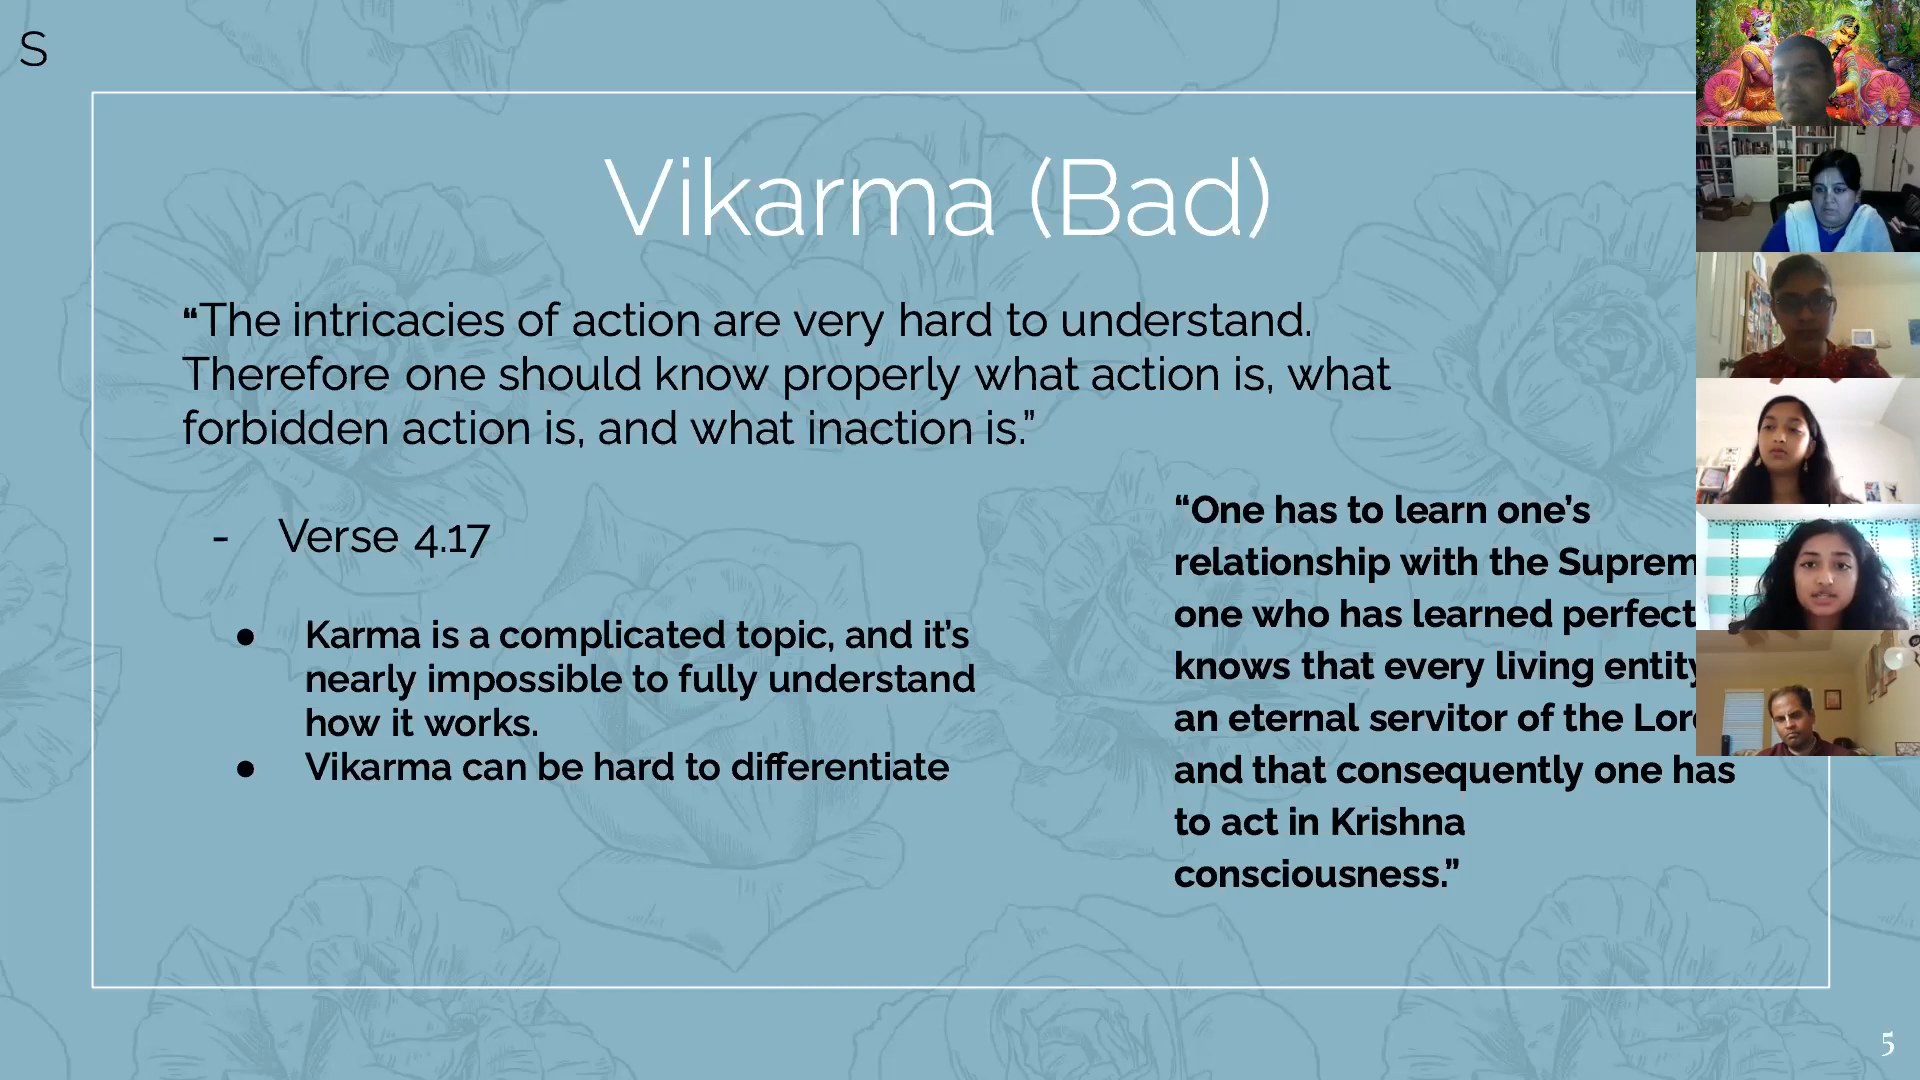 S
Vikarma (Bad)
“The intricacies of action are very hard to understand.
Therefore one should know properly what action is, what
forbidden action is, and what inaction is.”
- Verse 4.17
● Karma is a complicated topic, and it’s
nearly impossible to fully understand
how it works.
● Vikarma can be hard to differentiate
“One has to learn one’s
relationship with the
one who has learned
knows that every living
an eternal servitor of the
and that consequently one has
to act in Krishna
consciousness.”
5